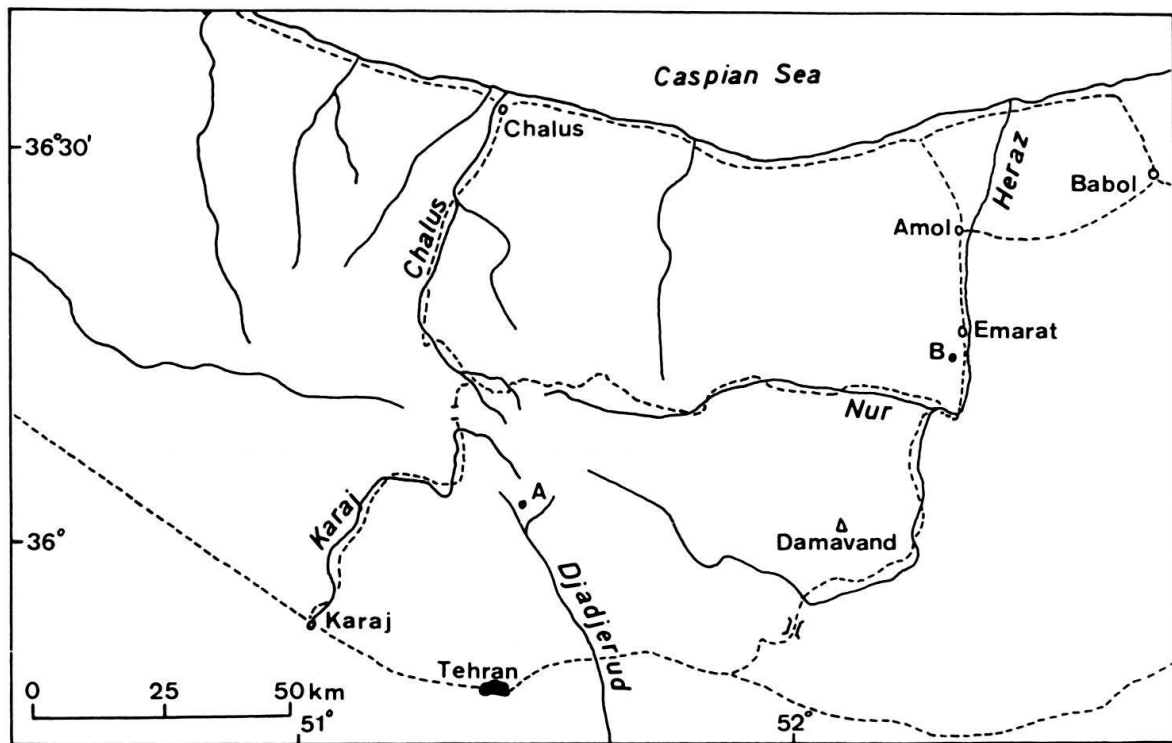 Caspian Sea
Chalus
36°30'
Heraz
Babol
Chalus
Amol
Emarat
B
Nur
A
Karaj
36°
Damavand
Djadjerud
Karaj
Tehran
0 25 50 km
51° 52°